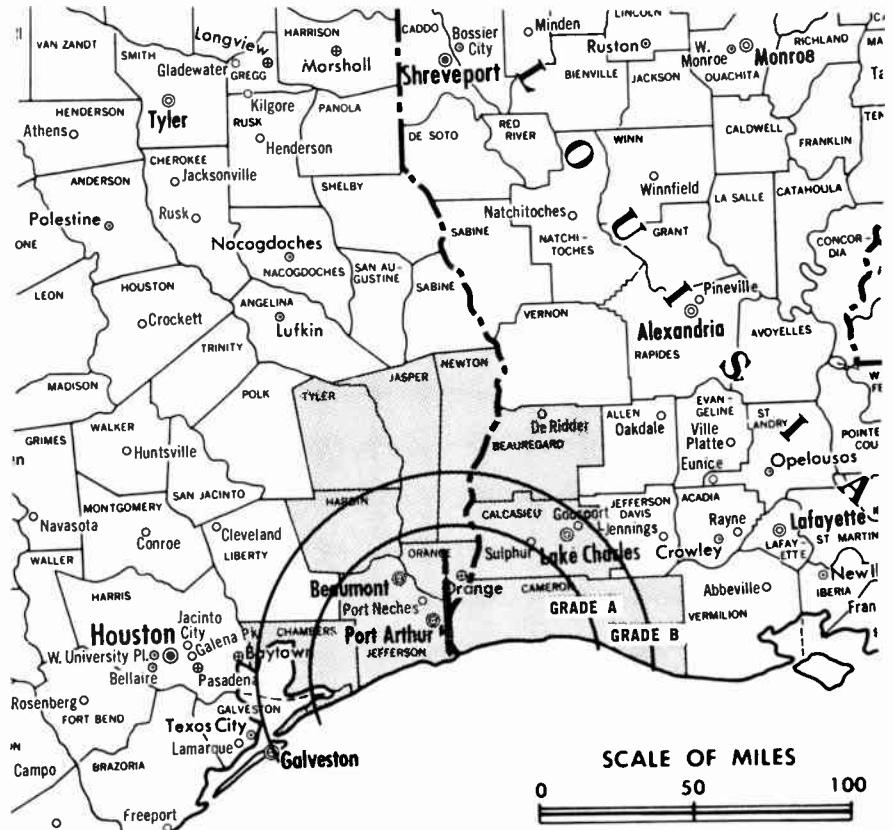 VAN ZANDT
SMITH
Longview
Gladewater
GREGG
HARRISON
Marshall
CADDO
Bossier
City
Shreveport
Minden
LINCOLN
Ruston
BIENVILLE
JACKSON
W.
Monroe
OUACHITA
Monroe
RICHLAND
HENDERSON
Athens
Tyler
Kilgore
RUSK
Henderson
PANOLA
DE SOTO
RED
RIVER
WINN
Winnfield
CALDWELL
FRANKLIN
CHEROKEE
Jacksonville
Rusk
ANDERSON
Polestine
SHELBY
Natchitoches
NATCHI-
TOCHES
GRANT
LA SALLE
CATAHOULA
CONCOR-
DIA
Nocogdoches
NACOGDOCHES
SAN AU-
GUSTINE
SABINE
SABINE
LEON
HOUSTON
Crockett
ANGELINA
Lufkin
TRINITY
VERNON
Pineville
Alexandria
RAPIDES
AVOYELLES
L O U I S I A
MADISON
POLK
TYLER
JASPER
NEWTON
De Ridder
BEAUREGARD
ALLEN
Oakdale
EVAN-
GELINE
Ville
Platte
Eunice
ST
LANDRY
Opelousas
POINTE
COU
GRIMES
WALKER
Huntsville
MONTGOMERY
Conroe
SAN JACINTO
Cleveland
LIBERTY
HARDIN
CALCASIEU
Goosport
Sulphur
Lake Charles
JEFFERSON
DAVIS
Jennings
ACADIA
Rayne
Crowley
Lafayette
LAFAY-
ETTE
ST MARTIN
Navasota
WALLER
HARRIS
ORANGE
Beaumont
Orange
Port Neches
Port Arthur
JEFFERSON
CAMERON
GRADE A
GRADE B
Abbeville
VERMILION
IBERIA
Houston
Jacinto
City
Galena Pk.
W. University Pl.
Bellaire
Pasadena
Baytown
CHAMBERS
Rosenberg
FORT BEND
GALVESTON
Texos City
Lamarque
Galveston
Campo
BRAZORIA
Freeport
SCALE OF MILES
0 50 100